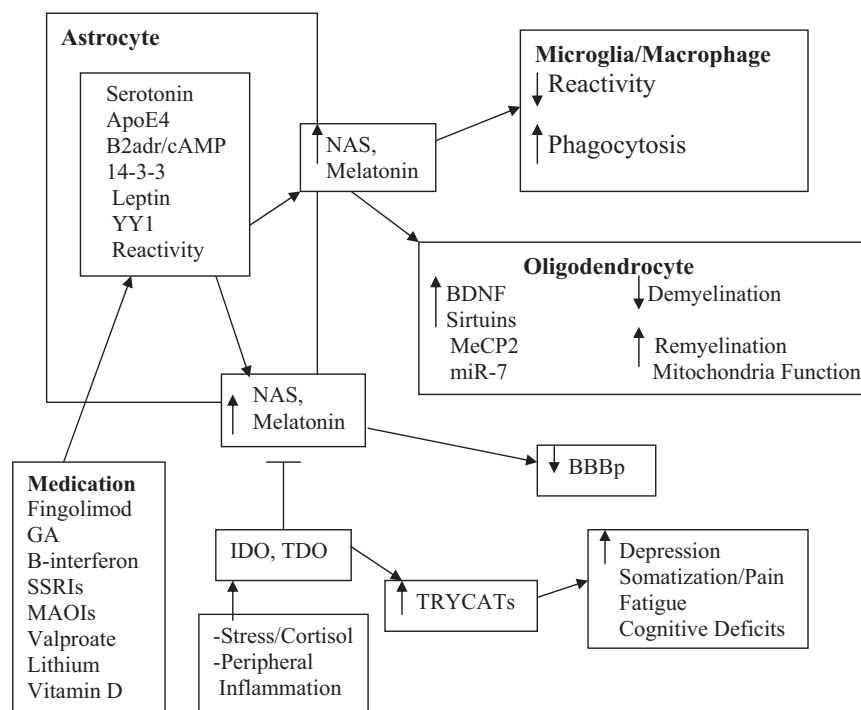 Astrocyte
Serotonin
ApoE4
B2adr/cAMP
14-3-3
Leptin
YY1
Reactivity
NAS,
Melatonin
Microglia/Macrophage
Reactivity
Phagocytosis
Oligodendrocyte
BDNF
Sirtuins
MeCP2
miR-7
Demyelination
Remyelination
Mitochondria Function
NAS,
Melatonin
BBBp
Medication
Fingolimod
GA
B-interferon
SSRIs
MAOIs
Valproate
Lithium
Vitamin D
IDO, TDO
-Stress/Cortisol
-Peripheral
Inflammation
TRYCATs
Depression
Somatization/Pain
Fatigue
Cognitive Deficits